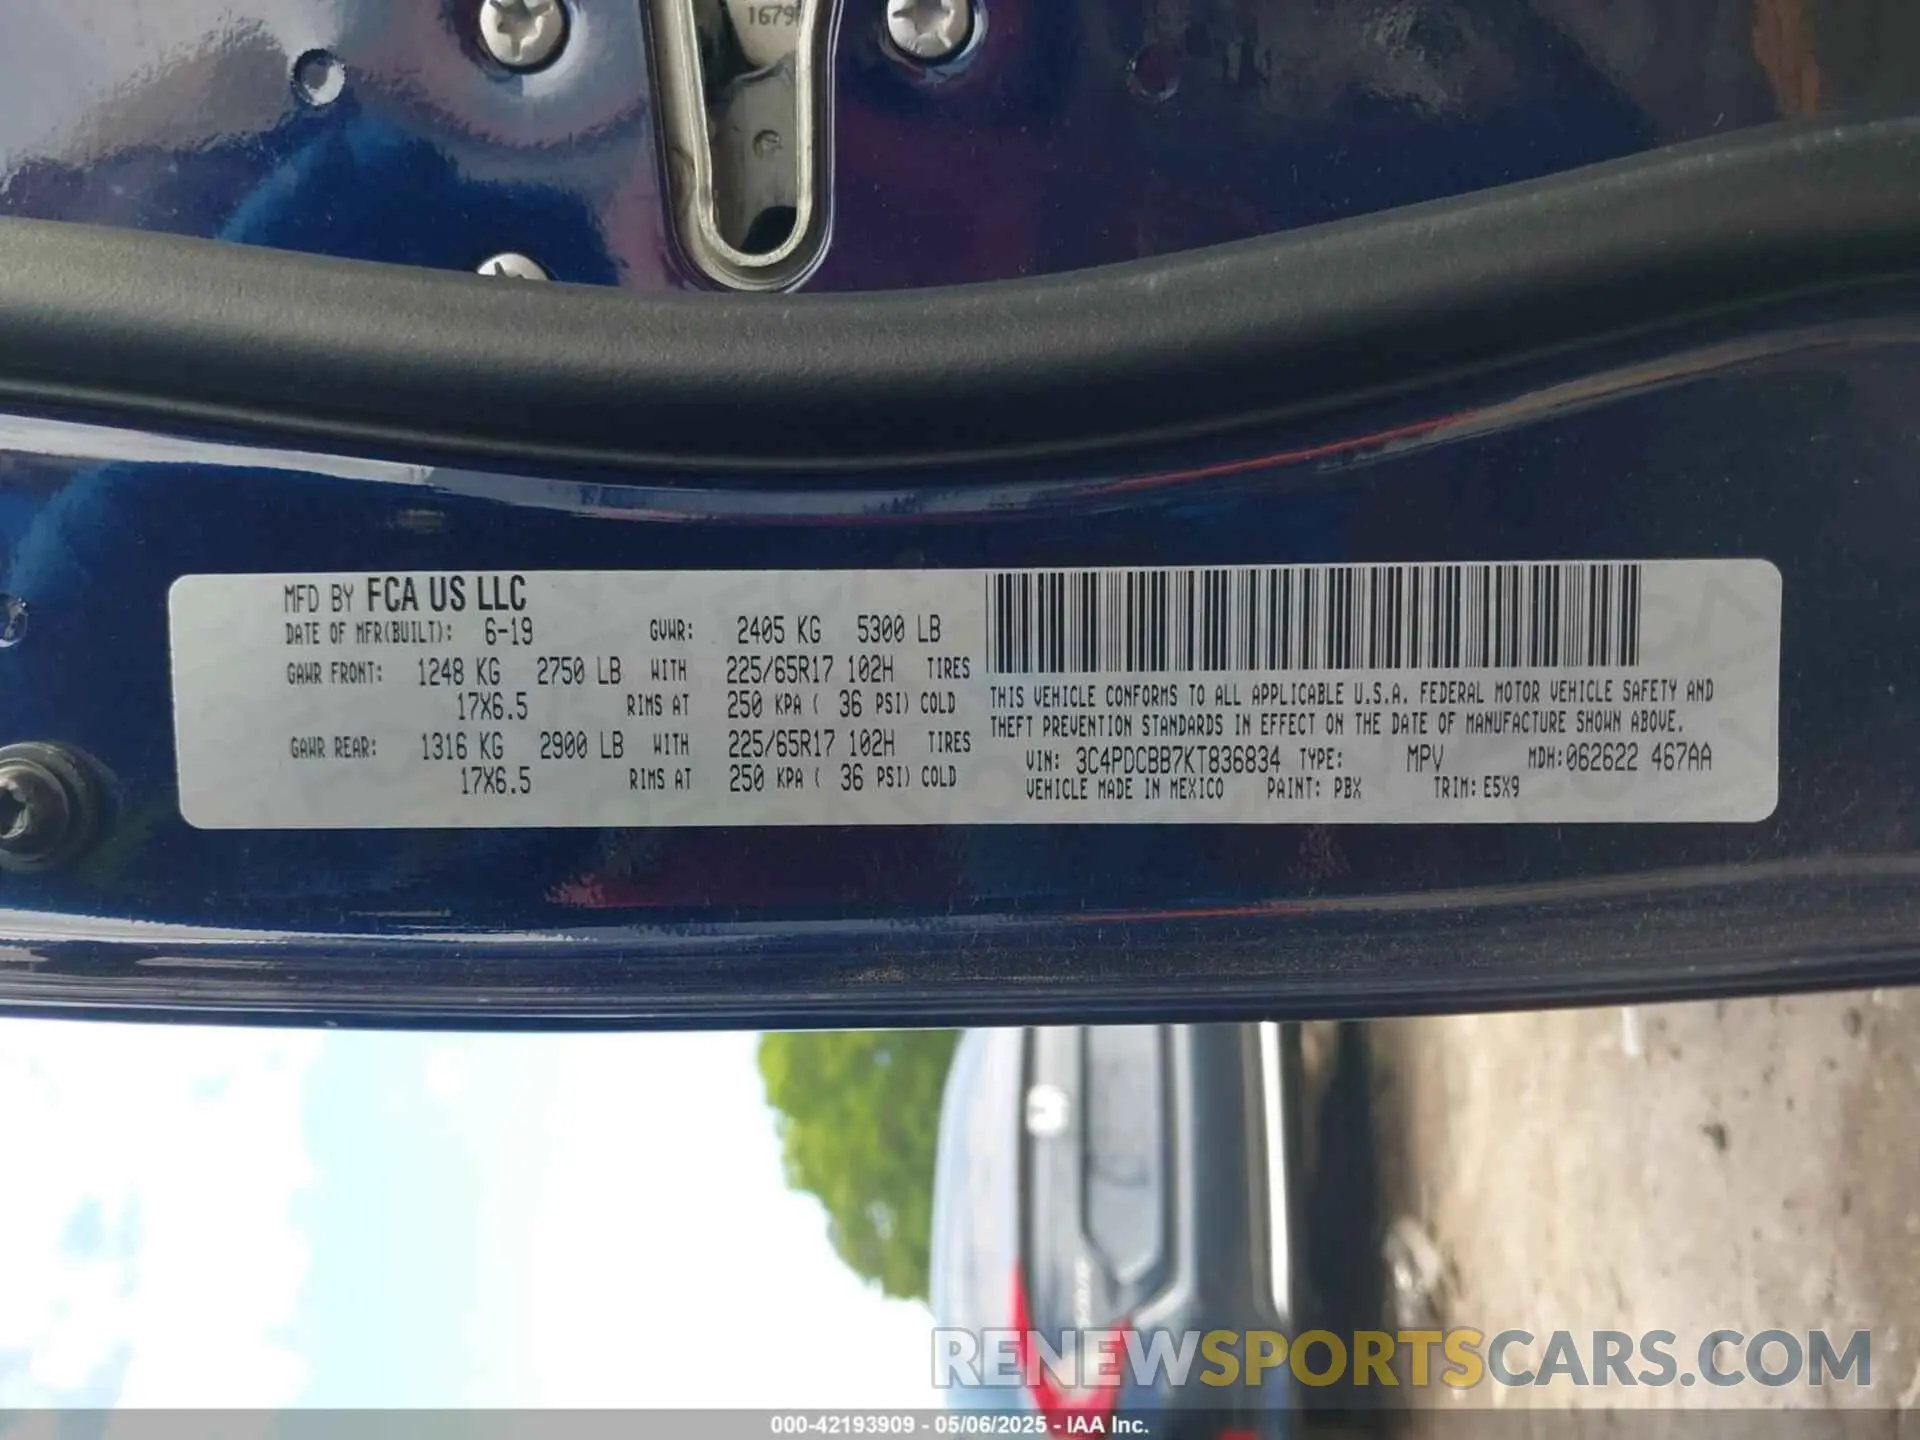 1679
MFD BY FCA US LLC
DATE OF MFR(BUILT): 6-19 GVWR: 2405 KG 5300 LB
GAWR FRONT: 1248 KG 2750 LB WITH 225/65R17 102H TIRES
17X6.5 RIMS AT 250 KPA ( 36 PSI) COLD
GAWR REAR: 1316 KG 2900 LB WITH 225/65R17 102H TIRES
17X6.5 RIMS AT 250 KPA ( 36 PSI) COLD
THIS VEHICLE CONFORMS TO ALL APPLICABLE U.S.A. FEDERAL MOTOR VEHICLE SAFETY AND
THEFT PREVENTION STANDARDS IN EFFECT ON THE DATE OF MANUFACTURE SHOWN ABOVE.
VIN: 3C4PDCBB7KT836834 TYPE: MPV MDH:062622 467AA
VEHICLE MADE IN MEXICO PAINT: PBX TRIM: E5X9
RENEWSPORTSCARS.COM
000-42193909 - 05/06/2025 - IAA Inc.